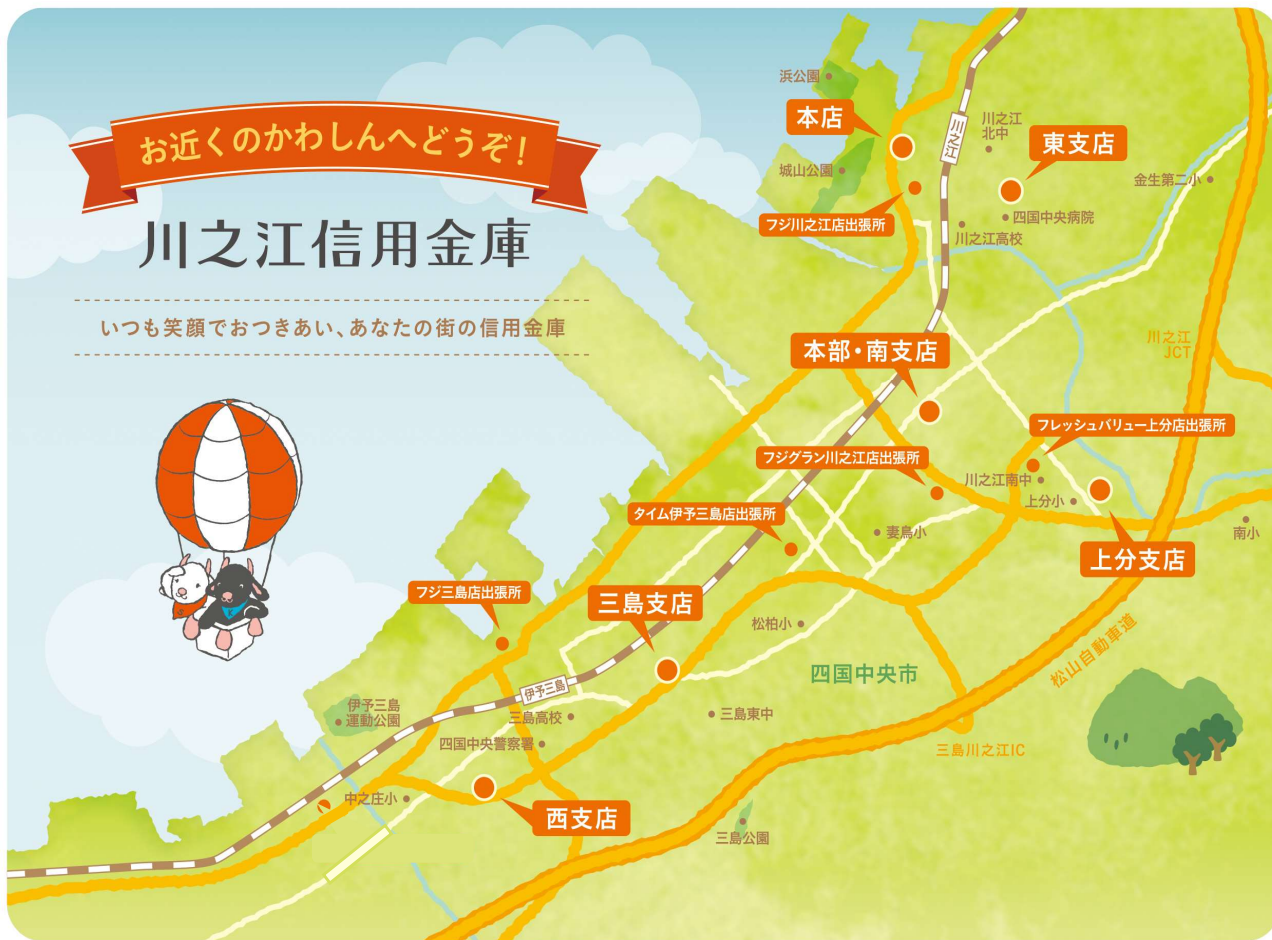 お近くのかわしんへどうぞ!
川之江信用金庫
いつも笑顔でおつきあい、あなたの街の信用金庫
浜公園
本店
川之江
川之江
北中
東支店
城山公園
金生第二小
フジ川之江店出張所
四国中央病院
川之江高校
本部・南支店
川之江
JCT
フレッシュバリュー上分店出張所
フジグラン川之江店出張所
川之江南中
上分小
タイム伊予三島店出張所
妻鳥小
南小
上分支店
フジ三島店出張所
三島支店
松柏小
四国中央市
松山自動車道
伊予三島
伊予三島
運動公園
三島高校
三島東中
四国中央警察署
三島川之江IC
中之庄小
西支店
三島公園